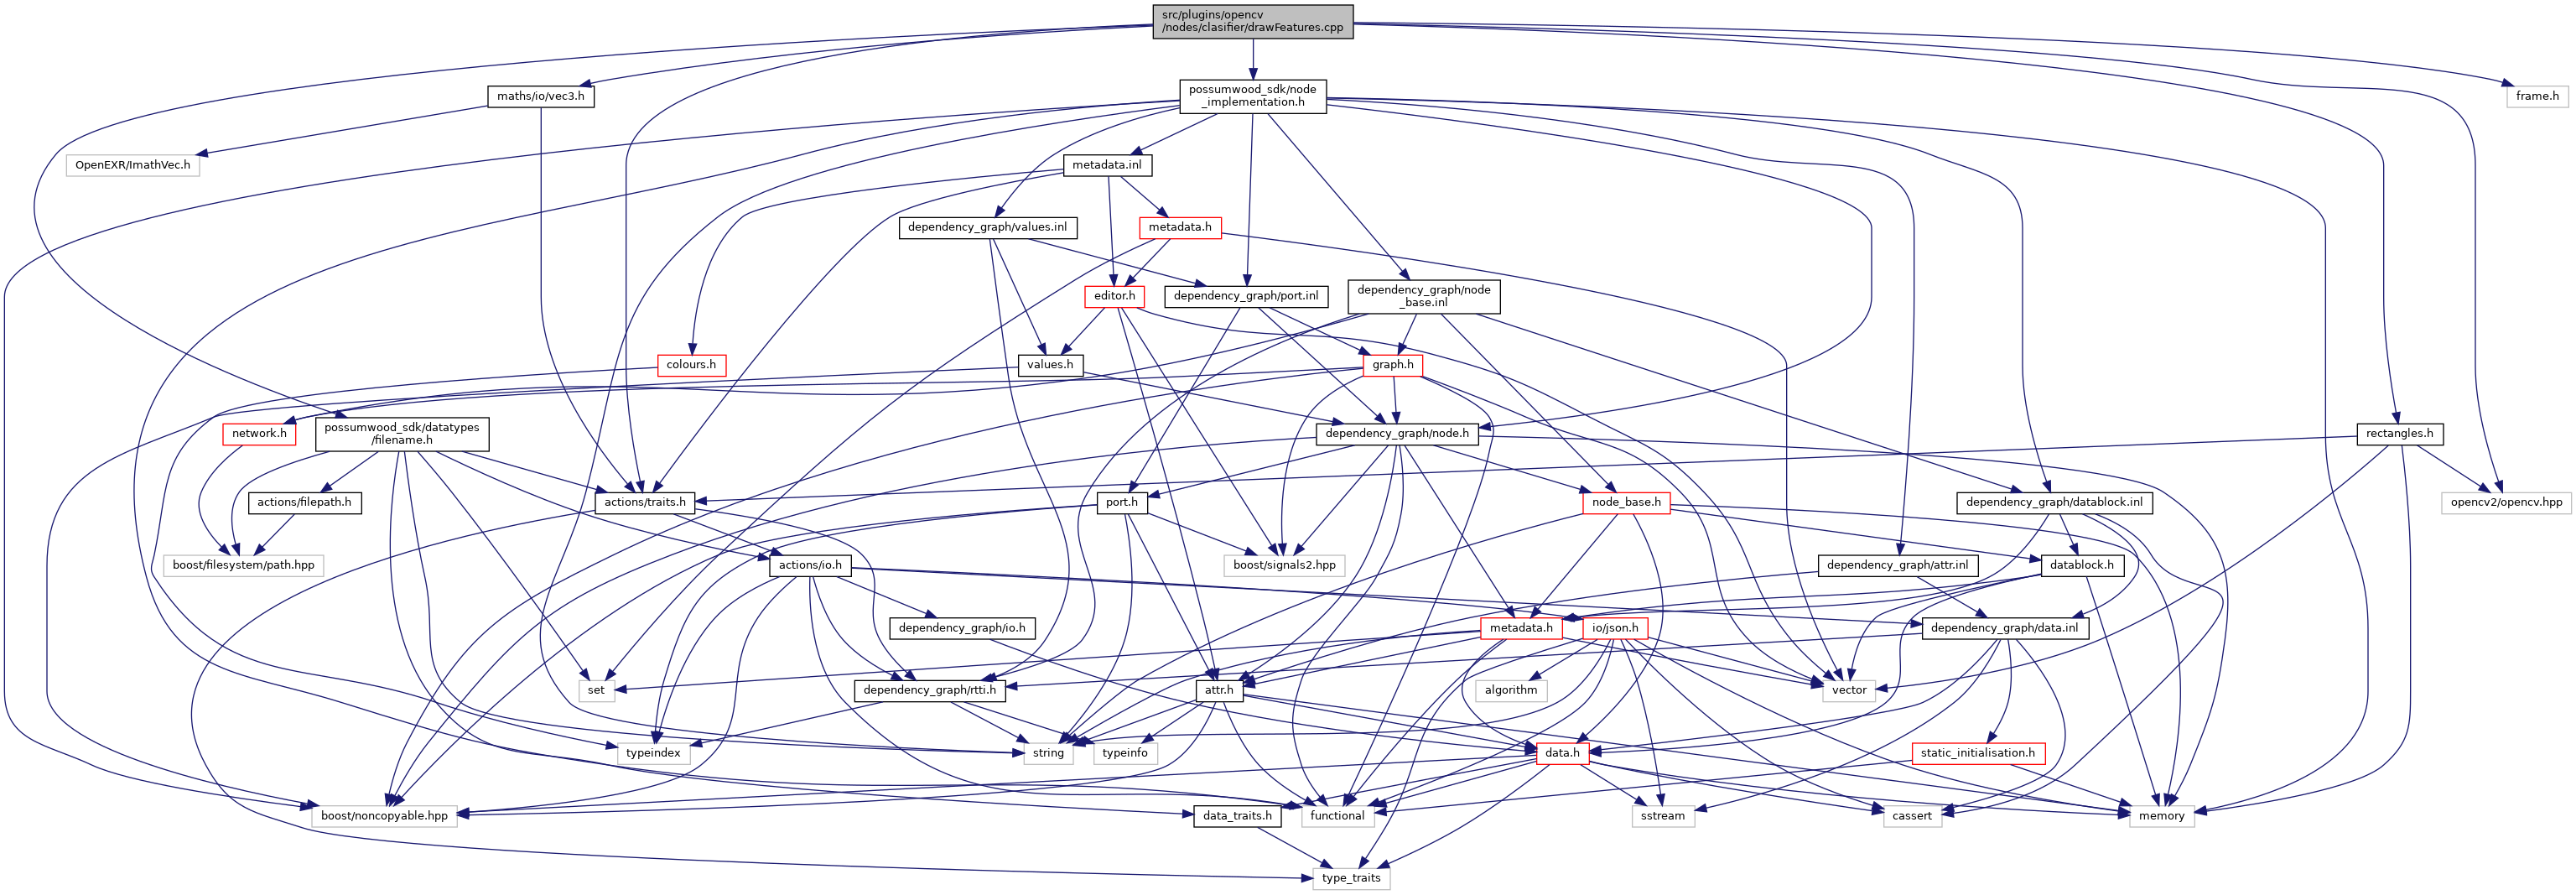 src/plugins/opencv
/nodes/clasifier/drawFeatures.cpp
maths/io/vec3.h
possumwood_sdk/node
_implementation.h
frame.h
OpenEXR/ImathVec.h
metadata.inl
dependency_graph/values.inl
metadata.h
editor.h
dependency_graph/port.inl
dependency_graph/node
_base.inl
colours.h
values.h
graph.h
network.h
possumwood_sdk/datatypes
/filename.h
dependency_graph/node.h
rectangles.h
actions/filepath.h
actions/traits.h
port.h
node_base.h
dependency_graph/datablock.inl
opencv2/opencv.hpp
boost/filesystem/path.hpp
actions/io.h
boost/signals2.hpp
dependency_graph/attr.inl
datablock.h
dependency_graph/io.h
metadata.h
io/json.h
dependency_graph/data.inl
set
dependency_graph/rtti.h
attr.h
algorithm
vector
typeindex
string
typeinfo
data.h
static_initialisation.h
boost/noncopyable.hpp
data_traits.h
functional
sstream
cassert
memory
type_traits